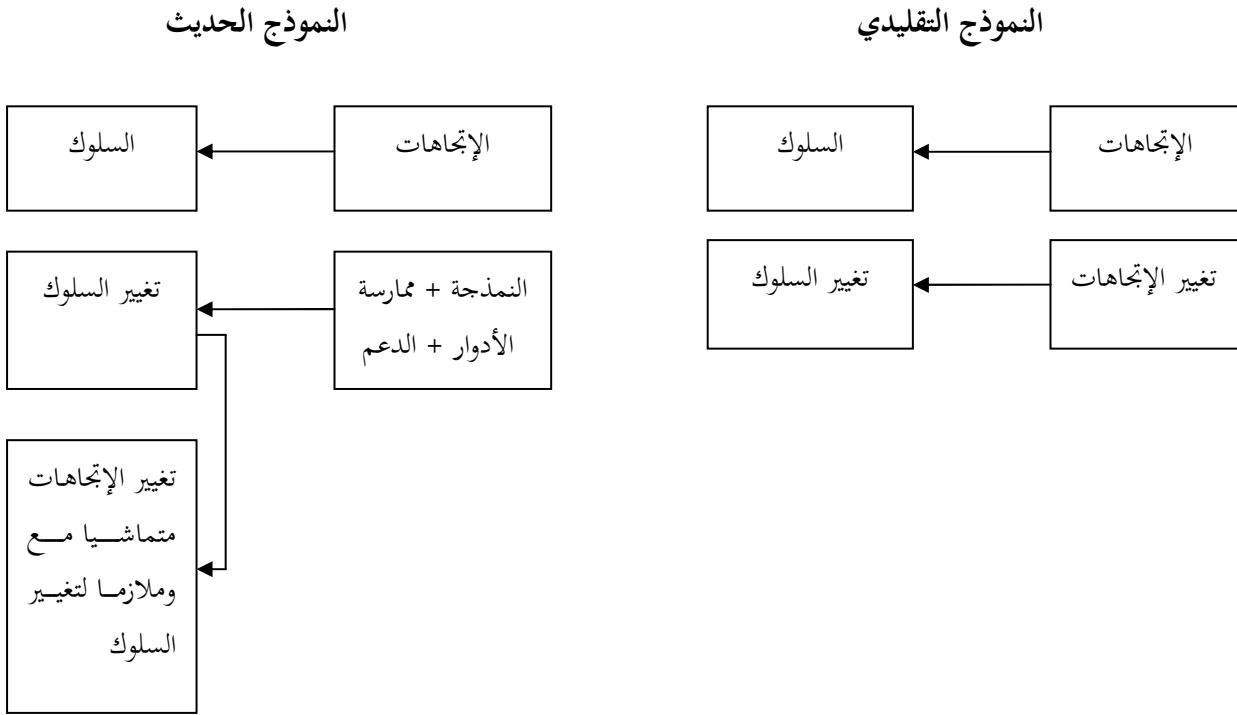 النموذج التقليدي
النموذج الحديث
الإتجاهات
السلوك
تغيير الإتجاهات
تغيير السلوك
الإتجاهات
السلوك
النمذجة + ممارسة
الأدوار + الدعم
تغيير السلوك
تغيير الإتجاهات
متماشيا مع
وملازما لتغيير
السلوك